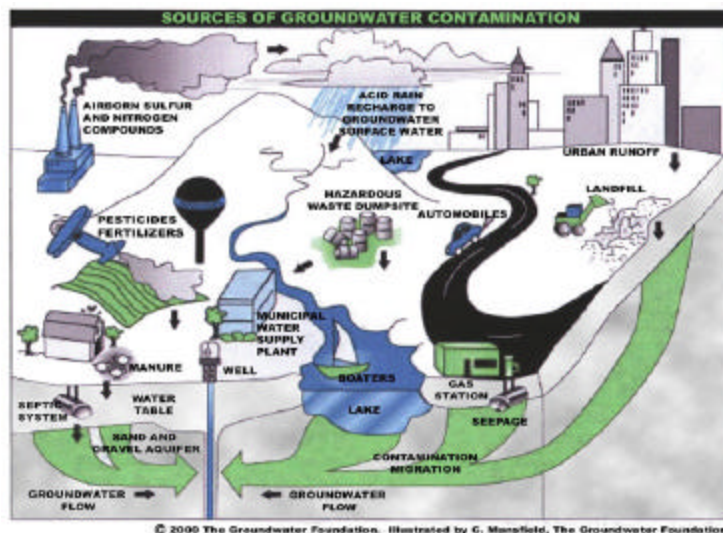 SOURCES OF GROUNDWATER CONTAMINATION
AIRBORN SULFUR
AND NITROGEN
COMPOUNDS
ACID RAIN
RECHARGE TO
GROUNDWATER
SURFACE WATER
LAKE
URBAN RUNOFF
PESTICIDES
FERTILIZERS
HAZARDOUS
WASTE DUMPSITE
AUTOMOBILES
LANDFILL
MUNICIPAL
WATER
SUPPLY
PLANT
MANURE
WELL
BOATERS
GAS
STATION
SEPTIC
SYSTEM
WATER
TABLE
LAKE
SEEPAGE
SAND AND
GRAVEL AQUIFER
CONTAMINATION
MIGRATION
GROUNDWATER
FLOW
GROUNDWATER
FLOW
© 2000 The Groundwater Foundation. Illustrated by C. Mansfield, The Groundwater Foundation